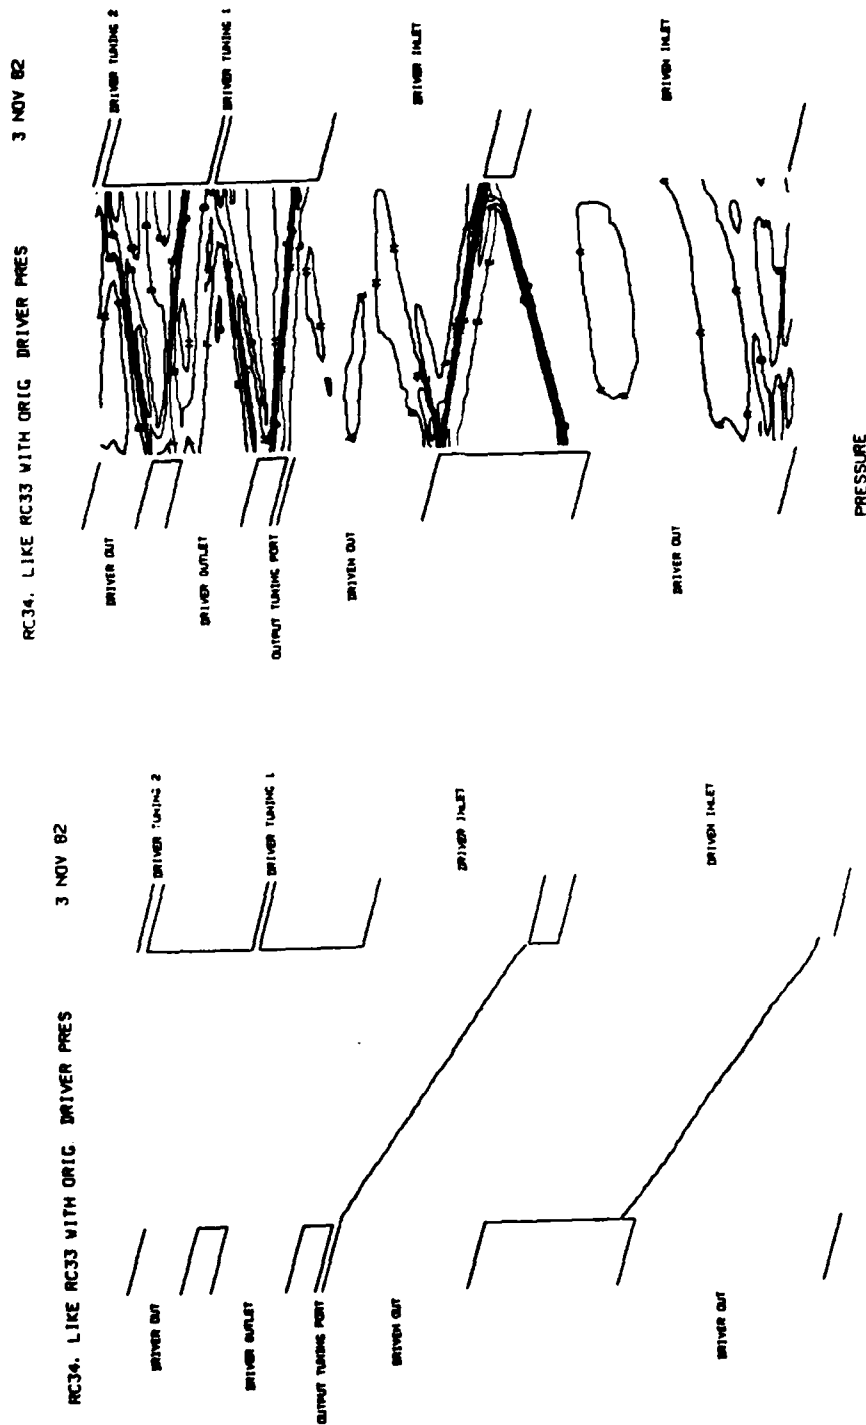 RC34. LIKE RC33 WITH ORIG DRIVER PRES
3 NOV 82
DRIVER OUT
DRIVER OUTLET
OUTPUT TUNING PORT
DRIVEN OUT
DRIVER OUT
DRIVER TUNING 2
DRIVER TUNING 1
DRIVER INLET
DRIVEN INLET
PRESSURE
RC34. LIKE RC33 WITH ORIG DRIVER PRES
3 NOV 82
DRIVER OUT
DRIVER OUTLET
OUTPUT TUNING PORT
DRIVEN OUT
DRIVER OUT
DRIVER TUNING 2
DRIVER TUNING 1
DRIVER INLET
DRIVEN INLET